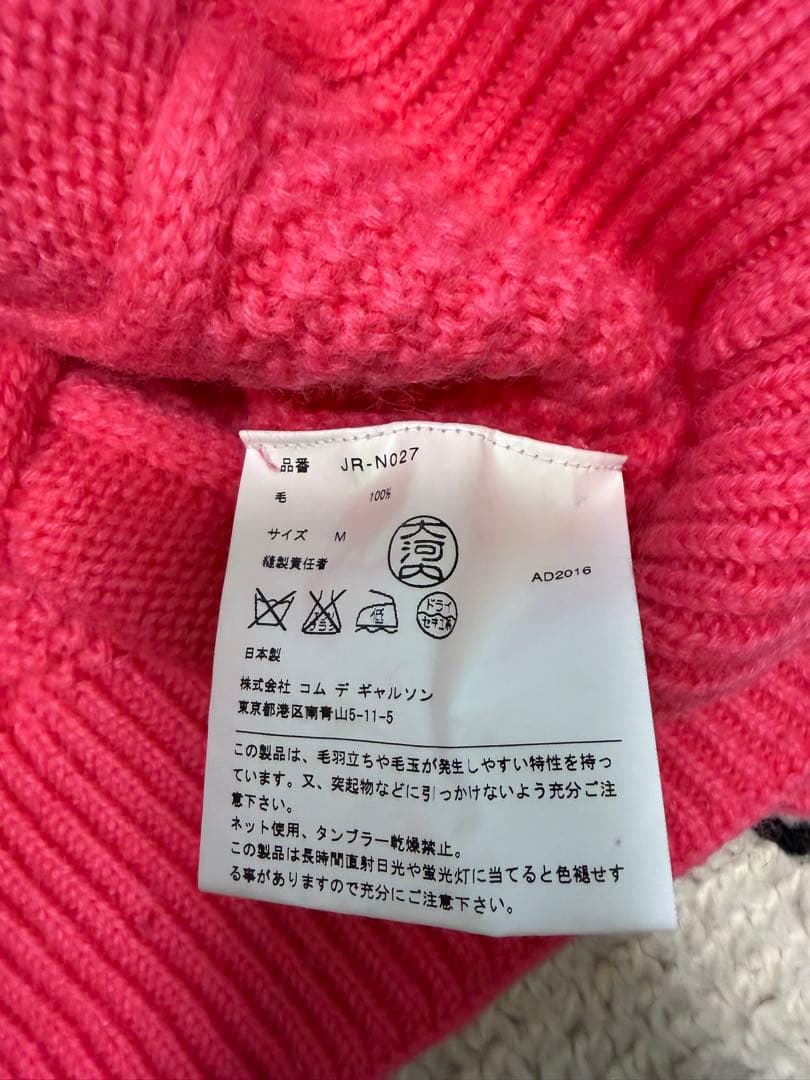 品番 JR-N027
毛 100%
サイズ M
縫製責任者 大河内
AD2016
エンソサラシ
低
ドライ
セキユ系
日本製
株式会社 コム デ ギャルソン
東京都港区南青山5-11-5
この製品は、毛羽立ちや毛玉が発生しやすい特性を持っ
ています。又、突起物などに引っかけないよう充分ご注
意下さい。
ネット使用、タンブラー乾燥禁止。
この製品は長時間直射日光や蛍光灯に当てると色褪せす
る事がありますので充分にご注意下さい。